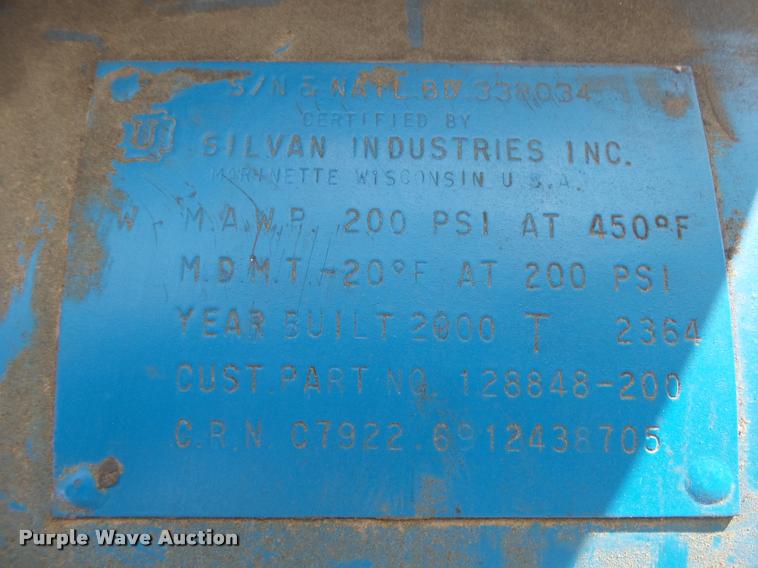 S/N & NAT'L BD. 338034
CERTIFIED BY
U
SILVAN INDUSTRIES INC.
MARINETTE WISCONSIN U.S.A.
W M.A.W.P. 200 PSI AT 450°F
M.D.M.T. -20°F AT 200 PSI
YEAR BUILT 2000 T 2364
CUST. PART NO. 128848-200
C.R.N. C7922.6912438705
Purple Wave Auction